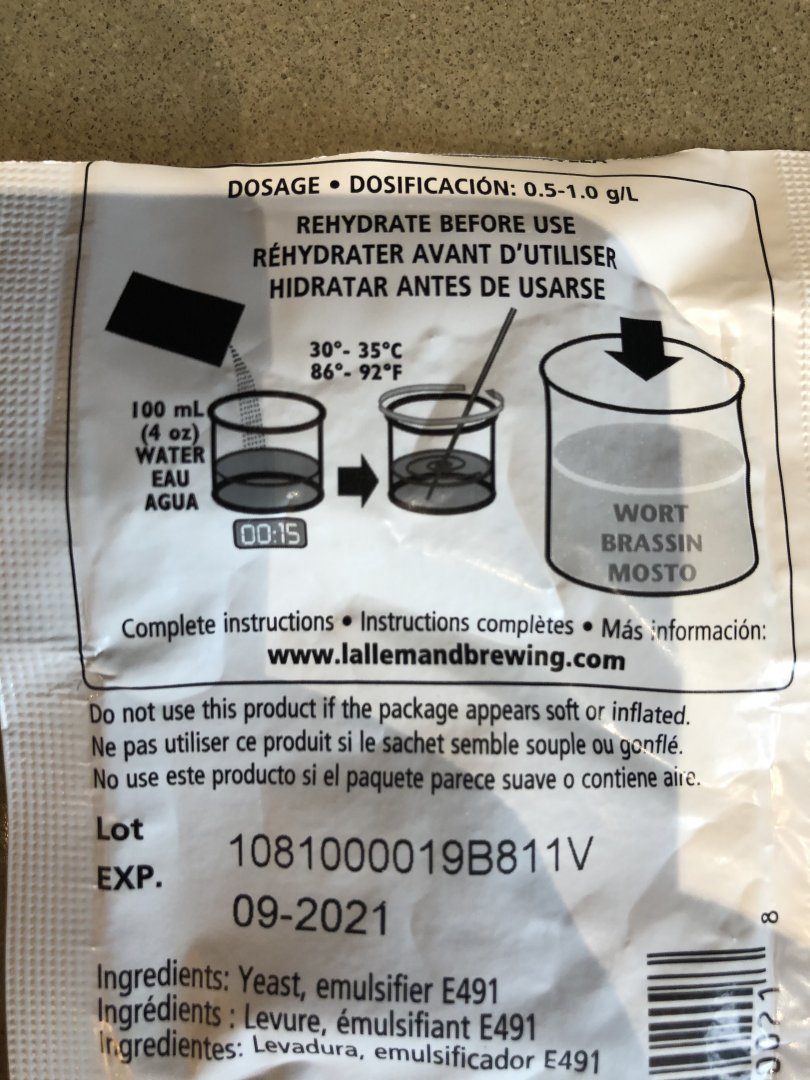 DOSAGE • DOSIFICACIÓN: 0.5-1.0 g/L
REHYDRATE BEFORE USE
RÉHYDRATER AVANT D'UTILISER
HIDRATAR ANTES DE USARSE
30°- 35°C
86°- 92°F
100 mL
(4 oz)
WATER
EAU
AGUA
00:15
WORT
BRASSIN
MOSTO
Complete instructions • Instructions complètes • Más información:
www.lallemandbrewing.com
Do not use this product if the package appears soft or inflated.
Ne pas utiliser ce produit si le sachet semble souple ou gonflé.
No use este producto si el paquete parece suave o contiene aire.
Lot 1081000019B811V
EXP. 09-2021
Ingredients: Yeast, emulsifier E491
Ingrédients : Levure, émulsifiant E491
Ingredientes: Levadura, emulsificador E491
8